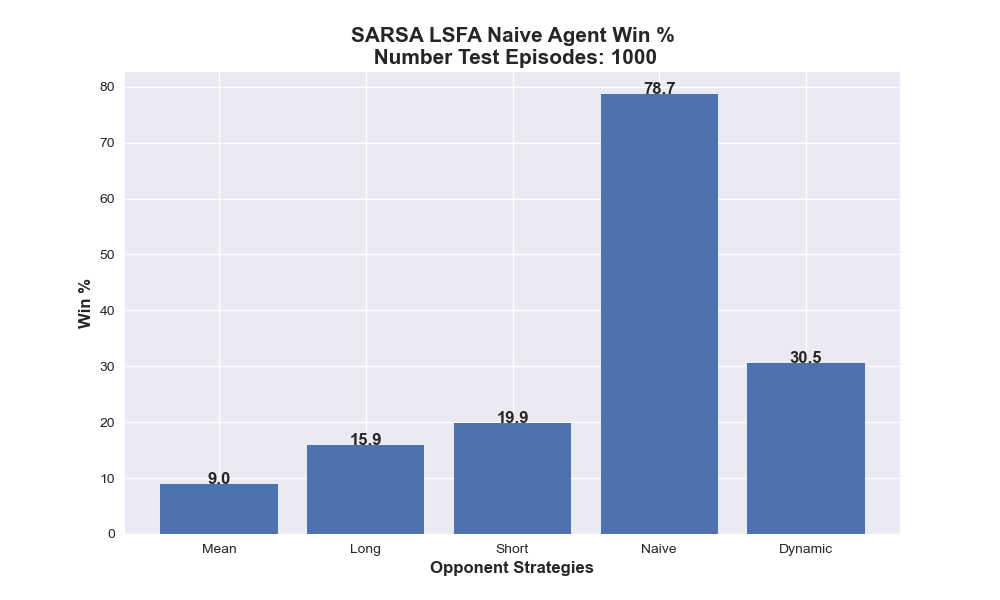 SARSA LSFA Naive Agent Win %
Number Test Episodes: 1000
Win %
80
70
60
50
40
30
20
10
0
9.0
15.9
19.9
78.7
30.5
Mean
Long
Short
Naive
Dynamic
Opponent Strategies